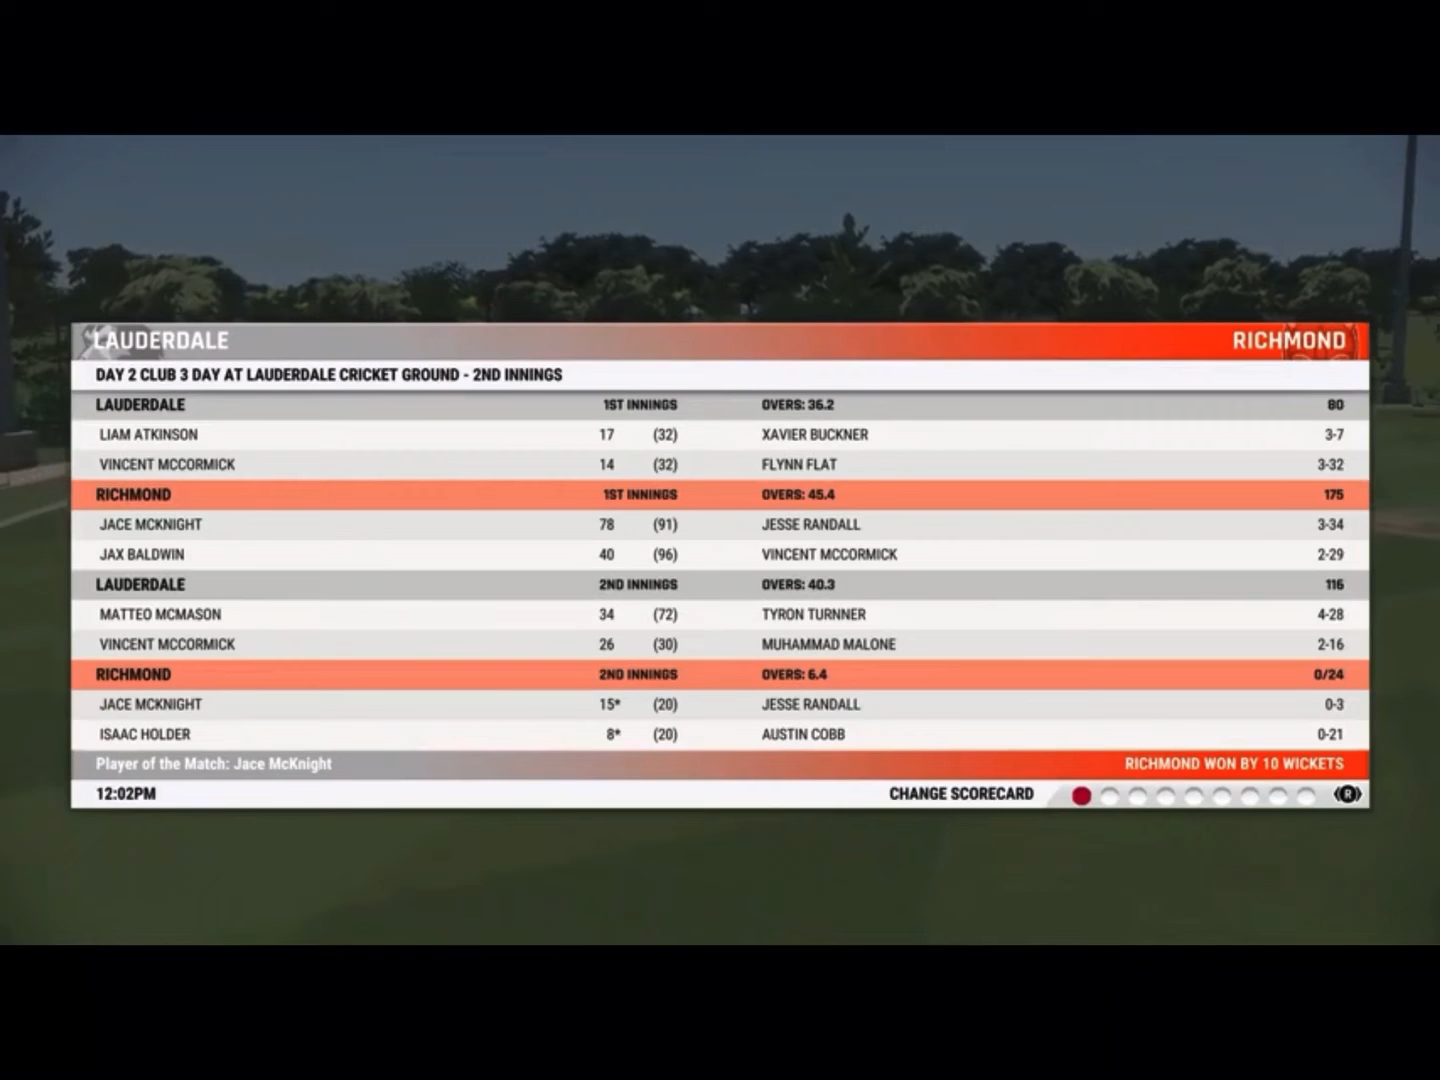 LAUDERDALE RICHMOND
DAY 2 CLUB 3 DAY AT LAUDERDALE CRICKET GROUND - 2ND INNINGS
LAUDERDALE 1ST INNINGS OVERS: 36.2 80
LIAM ATKINSON 17 (32) XAVIER BUCKNER 3-7
VINCENT MCCORMICK 14 (32) FLYNN FLAT 3-32
RICHMOND 1ST INNINGS OVERS: 45.4 175
JACE MCKNIGHT 78 (91) JESSE RANDALL 3-34
JAX BALDWIN 40 (96) VINCENT MCCORMICK 2-29
LAUDERDALE 2ND INNINGS OVERS: 40.3 116
MATTEO MCMASON 34 (72) TYRON TURNNER 4-28
VINCENT MCCORMICK 26 (30) MUHAMMAD MALONE 2-16
RICHMOND 2ND INNINGS OVERS: 6.4 0/24
JACE MCKNIGHT 15* (20) JESSE RANDALL 0-3
ISAAC HOLDER 8* (20) AUSTIN COBB 0-21
Player of the Match: Jace McKnight RICHMOND WON BY 10 WICKETS
12:02PM CHANGE SCORECARD R